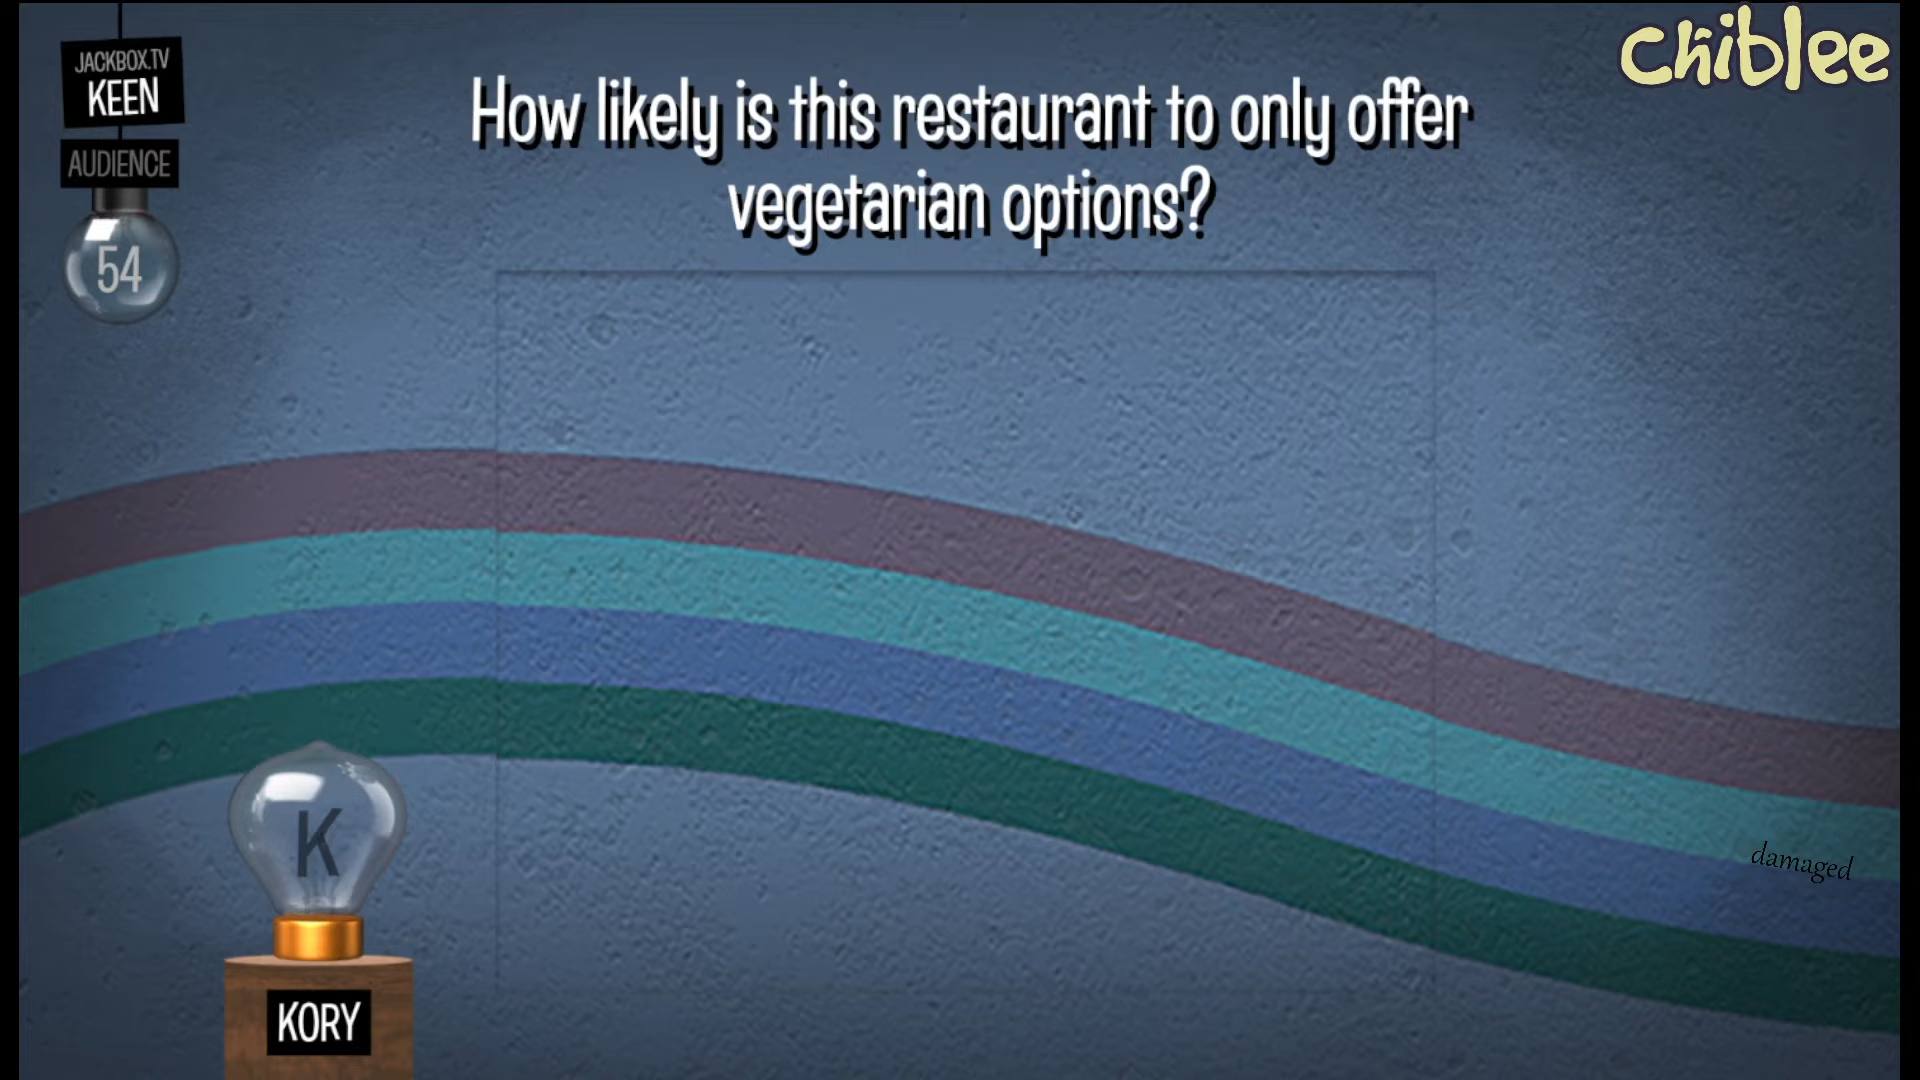 JACKBOX.TV
KEEN
AUDIENCE
54
How likely is this restaurant to only offer
vegetarian options?
chiblee
damaged
K
KORY